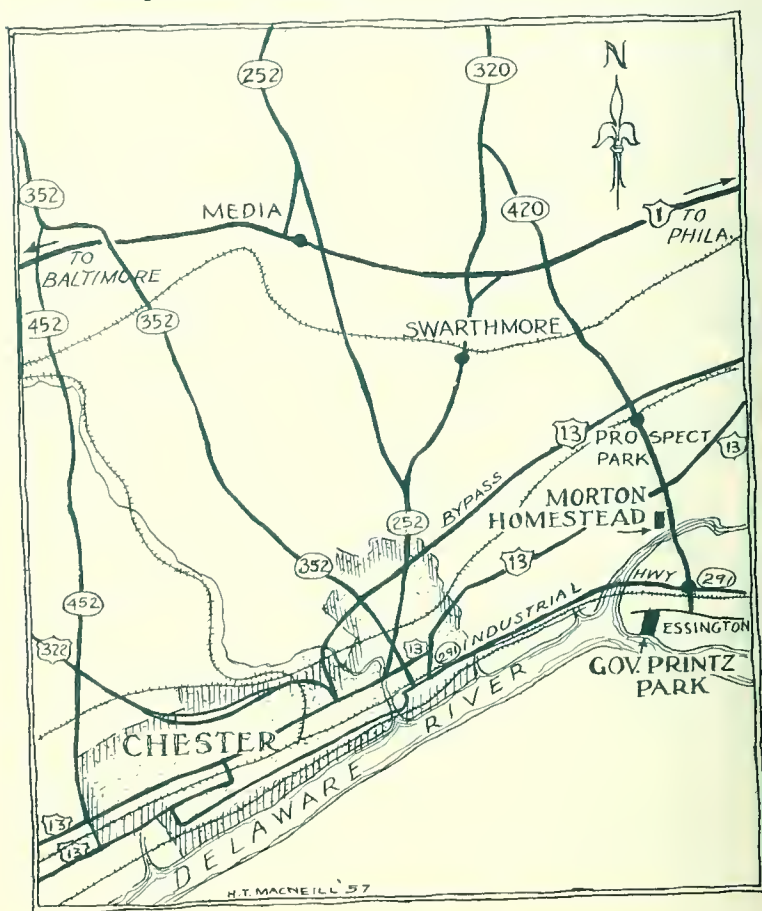 252
320
N
352
MEDIA
420
1
TO
PHILA.
TO
BALTIMORE
452
352
SWARTHMORE
13
PROSPECT
PARK
13
BYPASS
MORTON
HOMESTEAD
252
13
352
INDUSTRIAL
HWY
291
452
322
13
291
ESSINGTON
GOV. PRINTZ
PARK
CHESTER
DELAWARE RIVER
13
13
H.T. MACNEILL '57